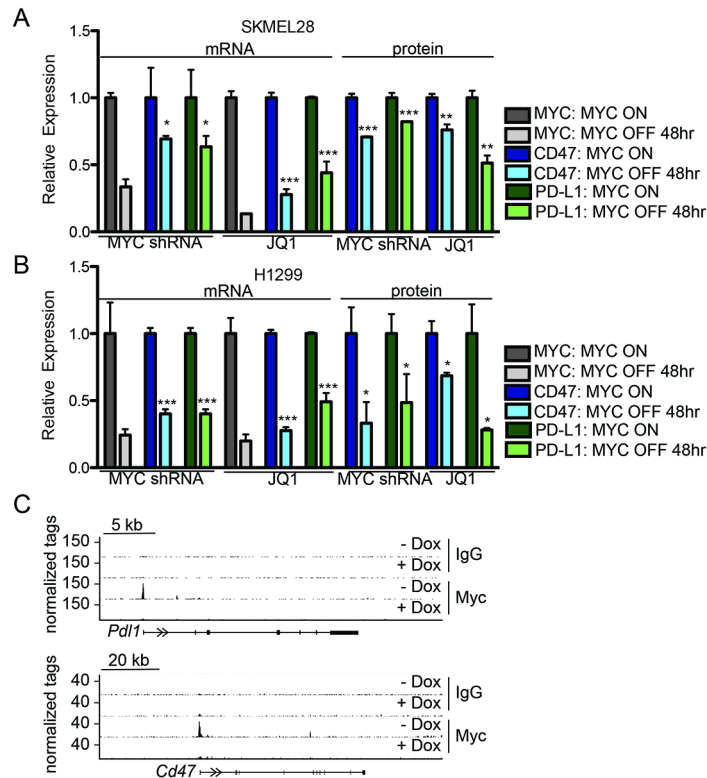 A
SKMEL28
mRNA
protein
Relative Expression
1.5
1.0
0.5
0.0
* * *** *** *** *** ** **
MYC shRNA
JQ1
MYC shRNA
JQ1
MYC: MYC ON
MYC: MYC OFF 48hr
CD47: MYC ON
CD47: MYC OFF 48hr
PD-L1: MYC ON
PD-L1: MYC OFF 48hr
B
H1299
mRNA
protein
Relative Expression
1.5
1.0
0.5
0.0
*** *** *** *** * * * *
MYC shRNA
JQ1
MYC shRNA
JQ1
MYC: MYC ON
MYC: MYC OFF 48hr
CD47: MYC ON
CD47: MYC OFF 48hr
PD-L1: MYC ON
PD-L1: MYC OFF 48hr
C
5 kb
normalized tags
150
150
150
150
- Dox
+ Dox
IgG
- Dox
+ Dox
Myc
Pdl1
20 kb
normalized tags
40
40
40
40
- Dox
+ Dox
IgG
- Dox
+ Dox
Myc
Cd47